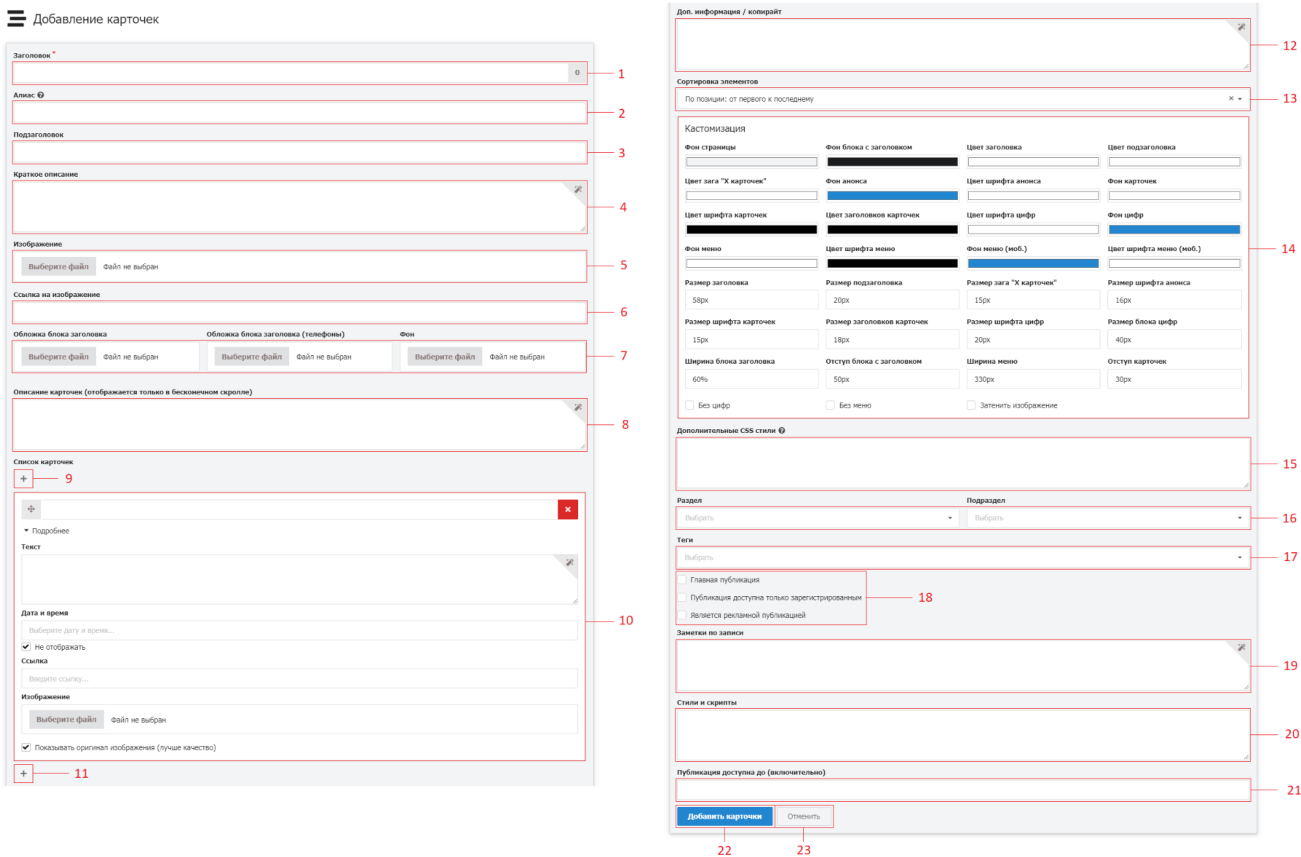 Добавление карточек
Заголовок *
0
1
Алиас
2
Подзаголовок
3
Краткое описание
4
Изображение
Выберите файл Файл не выбран
5
Ссылка на изображение
6
Обложка блока заголовка Обложка блока заголовка (телефоны) Фон
Выберите файл Файл не выбран Выберите файл Файл не выбран Выберите файл Файл не выбран
7
Описание карточек (отображается только в бесконечном скролле)
8
Список карточек
+ 9
Подробнее
Текст
Дата и время
Выберите дату и время...
10
Не отображать
Ссылка
Введите ссылку...
Изображение
Выберите файл Файл не выбран
Показывать оригинал изображения (лучше качество)
+ 11
Доп. информация / копирайт
12
Сортировка элементов
По позиции: от первого к последнему ×
13
Кастомизация
Фон страницы Фон блока с заголовком Цвет заголовка Цвет подзаголовка
Цвет зага "X карточек" Фон анонса Цвет шрифта анонса Фон карточек
Цвет шрифта карточек Цвет заголовков карточек Цвет шрифта цифр Фон цифр
Фон меню Цвет шрифта меню Фон меню (моб.) Цвет шрифта меню (моб.)
14
Размер заголовка Размер подзаголовка Размер зага "X карточек" Размер шрифта анонса
58px 20px 15px 16px
Размер шрифта карточек Размер заголовков карточек Размер шрифта цифр Размер блока цифр
15px 18px 20px 40px
Ширина блока заголовка Отступ блока с заголовком Ширина меню Отступ карточек
60% 50px 330px 30px
Без цифр Без меню Затенить изображение
Дополнительные CSS стили
15
Раздел Подраздел
Выбрать Выбрать
16
Теги
Выбрать
17
Главная публикация
Публикация доступна только зарегистрированным
18
Является рекламной публикацией
Заметки по записи
19
Стили и скрипты
20
Публикация доступна до (включительно)
21
Добавить карточки Отменить
22 23